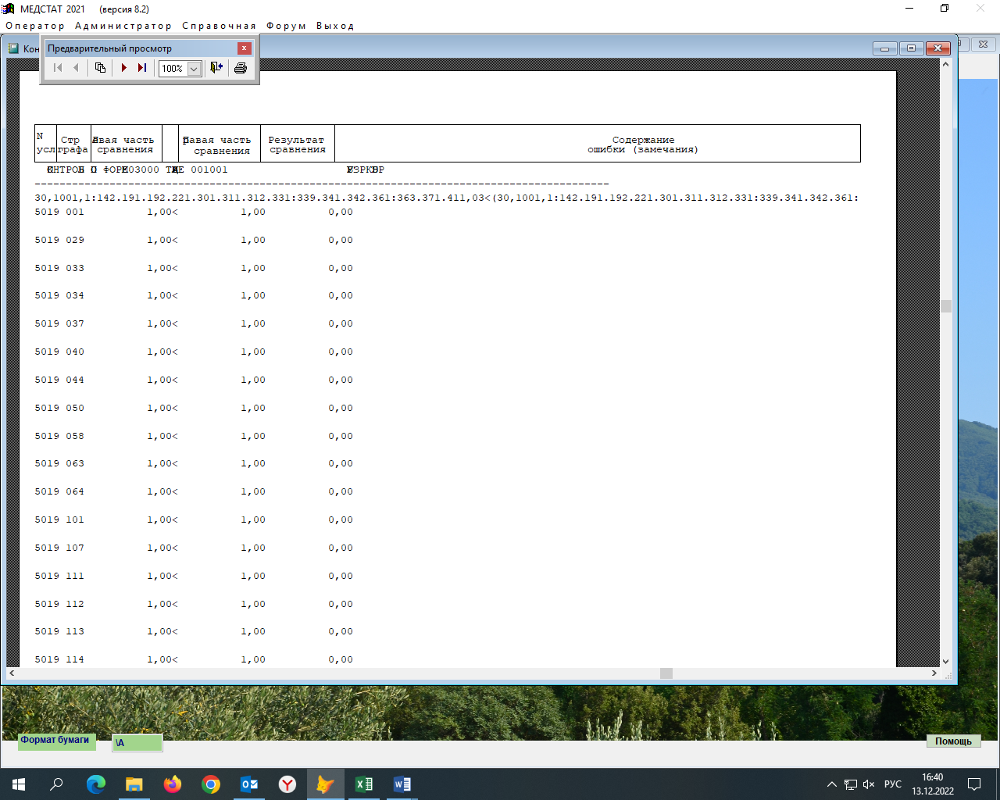 МЕДСТАТ 2021 (версия 8.2)
Оператор Администратор Справочная Форум Выход
Кон
Предварительный просмотр
100%
N усл
Стр графа
Левая часть сравнения
Правая часть сравнения
Результат сравнения
Содержание ошибки (замечания)
003000 001001
30,1001,1:142.191.192.221.301.311.312.331:339.341.342.361:363.371.411,03<(30,1001,1:142.191.192.221.301.311.312.331:339.341.342.361:
5019 001 1,00< 1,00 0,00
5019 029 1,00< 1,00 0,00
5019 033 1,00< 1,00 0,00
5019 034 1,00< 1,00 0,00
5019 037 1,00< 1,00 0,00
5019 040 1,00< 1,00 0,00
5019 044 1,00< 1,00 0,00
5019 050 1,00< 1,00 0,00
5019 058 1,00< 1,00 0,00
5019 063 1,00< 1,00 0,00
5019 064 1,00< 1,00 0,00
5019 101 1,00< 1,00 0,00
5019 107 1,00< 1,00 0,00
5019 111 1,00< 1,00 0,00
5019 112 1,00< 1,00 0,00
5019 113 1,00< 1,00 0,00
5019 114 1,00< 1,00 0,00
Формат бумаги \А
Помощь
РУС
16:40
13.12.2022